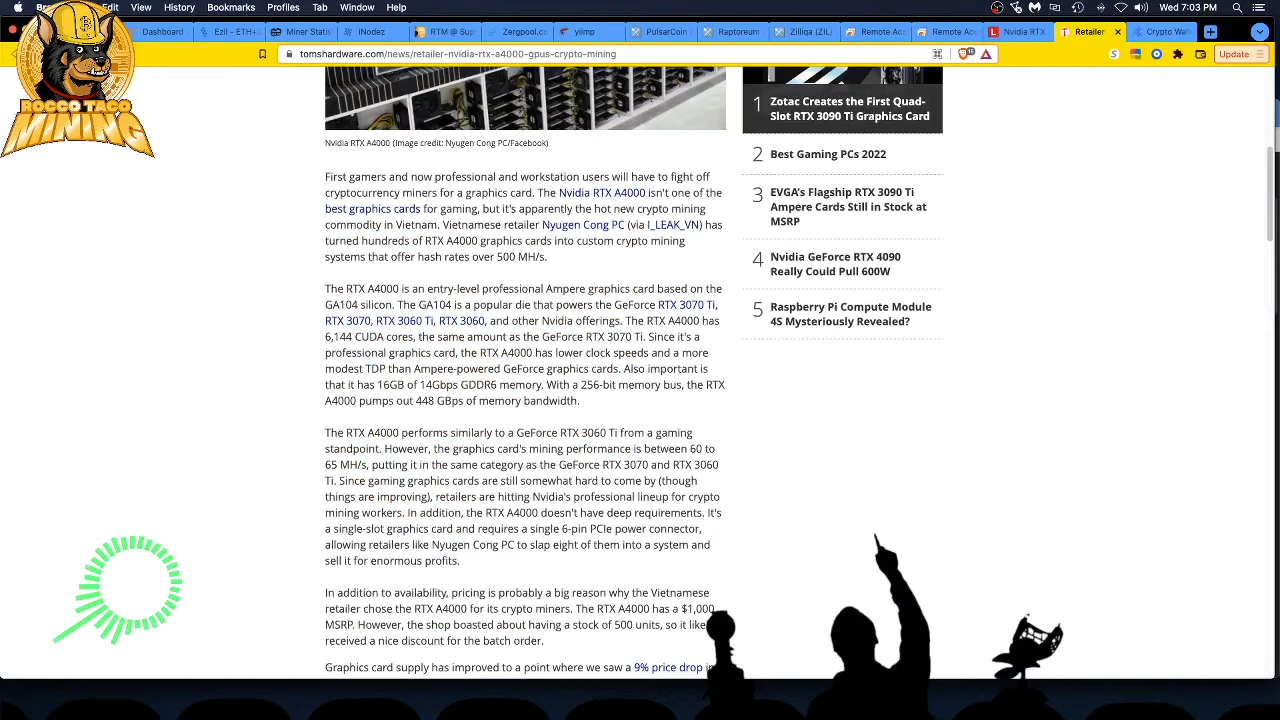 View
History
Bookmarks
Profiles
Tab
Window
Help
Wed 7:03 PM
Dashboard
Ezil - ETH+Z
Miner Statist
iNodez
RTM @ Sup
Zergpool.co
yiimp
PulsarCoin
Raptoreum
Zilliqa (ZIL)
Remote Acc
Remote Acc
Nvidia RTX
Retailer
Crypto Wall
tomshardware.com/news/retailer-nvidia-rtx-a4000-gpus-crypto-mining
Update
ROCCO TACO
MINING
Nvidia RTX A4000 (Image credit: Nyugen Cong PC/Facebook)
First gamers and now professional and workstation users will have to fight off
cryptocurrency miners for a graphics card. The Nvidia RTX A4000 isn't one of the
best graphics cards for gaming, but it's apparently the hot new crypto mining
commodity in Vietnam. Vietnamese retailer Nyugen Cong PC (via I_LEAK_VN) has
turned hundreds of RTX A4000 graphics cards into custom crypto mining
systems that offer hash rates over 500 MH/s.
The RTX A4000 is an entry-level professional Ampere graphics card based on the
GA104 silicon. The GA104 is a popular die that powers the GeForce RTX 3070 Ti,
RTX 3070, RTX 3060 Ti, RTX 3060, and other Nvidia offerings. The RTX A4000 has
6,144 CUDA cores, the same amount as the GeForce RTX 3070 Ti. Since it's a
professional graphics card, the RTX A4000 has lower clock speeds and a more
modest TDP than Ampere-powered GeForce graphics cards. Also important is
that it has 16GB of 14Gbps GDDR6 memory. With a 256-bit memory bus, the RTX
A4000 pumps out 448 GBps of memory bandwidth.
The RTX A4000 performs similarly to a GeForce RTX 3060 Ti from a gaming
standpoint. However, the graphics card's mining performance is between 60 to
65 MH/s, putting it in the same category as the GeForce RTX 3070 and RTX 3060
Ti. Since gaming graphics cards are still somewhat hard to come by (though
things are improving), retailers are hitting Nvidia's professional lineup for crypto
mining workers. In addition, the RTX A4000 doesn't have deep requirements. It's
a single-slot graphics card and requires a single 6-pin PCIe power connector,
allowing retailers like Nyugen Cong PC to slap eight of them into a system and
sell it for enormous profits.
In addition to availability, pricing is probably a big reason why the Vietnamese
retailer chose the RTX A4000 for its crypto miners. The RTX A4000 has a $1,000
MSRP. However, the shop boasted about having a stock of 500 units, so it like
received a nice discount for the batch order.
Graphics card supply has improved to a point where we saw a 9% price drop in
1 Zotac Creates the First Quad-
Slot RTX 3090 Ti Graphics Card
2 Best Gaming PCs 2022
3 EVGA's Flagship RTX 3090 Ti
Ampere Cards Still in Stock at
MSRP
4 Nvidia GeForce RTX 4090
Really Could Pull 600W
5 Raspberry Pi Compute Module
4S Mysteriously Revealed?